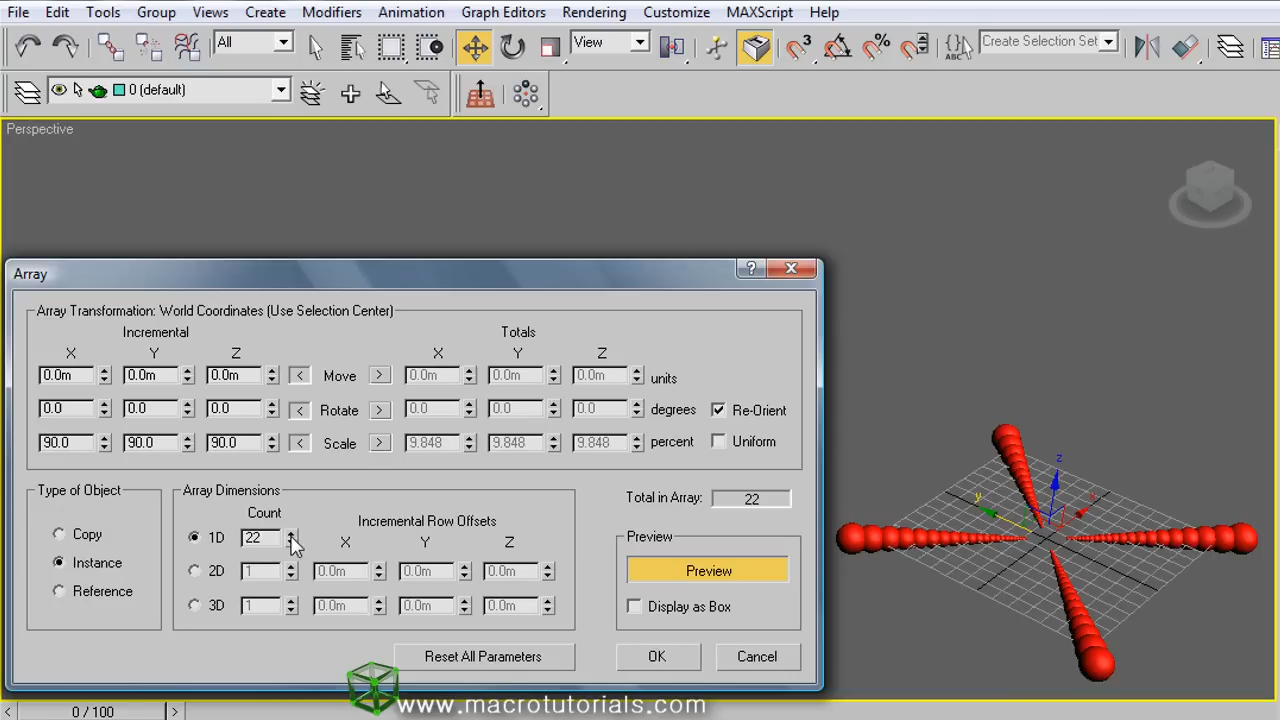 File Edit Tools Group Views Create Modifiers Animation Graph Editors Rendering Customize MAXScript Help
All View 3 % ABC Create Selection Set
0 (default)
Perspective
Array
Array Transformation: World Coordinates (Use Selection Center)
Incremental Totals
X Y Z X Y Z
0.0m 0.0m 0.0m < Move > 0.0m 0.0m 0.0m units
0.0 0.0 0.0 < Rotate > 0.0 0.0 0.0 degrees Re-Orient
90.0 90.0 90.0 < Scale > 9.848 9.848 9.848 percent Uniform
Type of Object Array Dimensions Total in Array: 22
Count
Incremental Row Offsets
Copy 1D 22 X Y Z Preview
Instance 2D 1 0.0m 0.0m 0.0m Preview
Reference 3D 1 0.0m 0.0m 0.0m Display as Box
Reset All Parameters OK Cancel
z
y x
www.macrotutorials.com
< 0 / 100 >